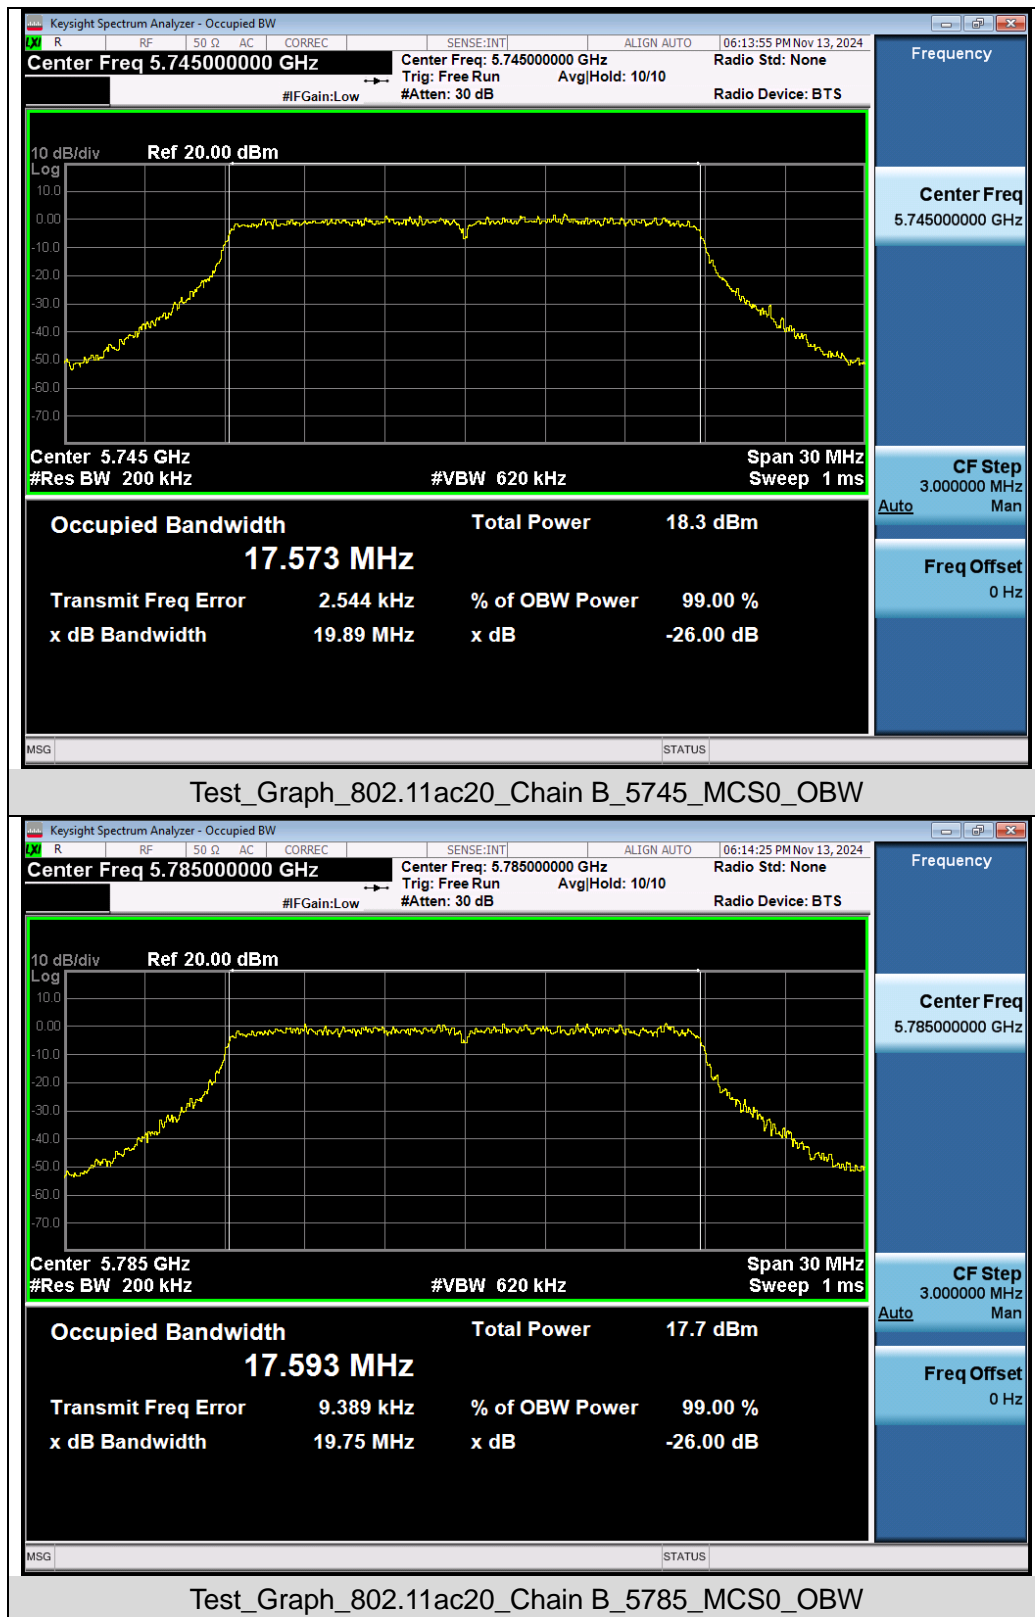 Keysight Spectrum Analyzer - Occupied BW
LXI R RF 50 Ω AC CORREC SENSE:INT ALIGN AUTO 06:13:55 PM Nov 13, 2024
Center Freq 5.745000000 GHz
Center Freq: 5.745000000 GHz
Radio Std: None
Trig: Free Run Avg|Hold: 10/10
#IFGain:Low
#Atten: 30 dB
Radio Device: BTS
Frequency
10 dB/div Ref 20.00 dBm
Log
10.0
0.00
-10.0
-20.0
-30.0
-40.0
-50.0
-60.0
-70.0
Center Freq
5.745000000 GHz
Center 5.745 GHz Span 30 MHz
#Res BW 200 kHz #VBW 620 kHz Sweep 1 ms
CF Step
3.000000 MHz
Auto Man
Occupied Bandwidth Total Power 18.3 dBm
17.573 MHz
Transmit Freq Error 2.544 kHz % of OBW Power 99.00 %
x dB Bandwidth 19.89 MHz x dB -26.00 dB
Freq Offset
0 Hz
MSG STATUS
Test_Graph_802.11ac20_Chain B_5745_MCS0_OBW
Keysight Spectrum Analyzer - Occupied BW
LXI R RF 50 Ω AC CORREC SENSE:INT ALIGN AUTO 06:14:25 PM Nov 13, 2024
Center Freq 5.785000000 GHz
Center Freq: 5.785000000 GHz
Radio Std: None
Trig: Free Run Avg|Hold: 10/10
#IFGain:Low
#Atten: 30 dB
Radio Device: BTS
Frequency
10 dB/div Ref 20.00 dBm
Log
10.0
0.00
-10.0
-20.0
-30.0
-40.0
-50.0
-60.0
-70.0
Center Freq
5.785000000 GHz
Center 5.785 GHz Span 30 MHz
#Res BW 200 kHz #VBW 620 kHz Sweep 1 ms
CF Step
3.000000 MHz
Auto Man
Occupied Bandwidth Total Power 17.7 dBm
17.593 MHz
Transmit Freq Error 9.389 kHz % of OBW Power 99.00 %
x dB Bandwidth 19.75 MHz x dB -26.00 dB
Freq Offset
0 Hz
MSG STATUS
Test_Graph_802.11ac20_Chain B_5785_MCS0_OBW